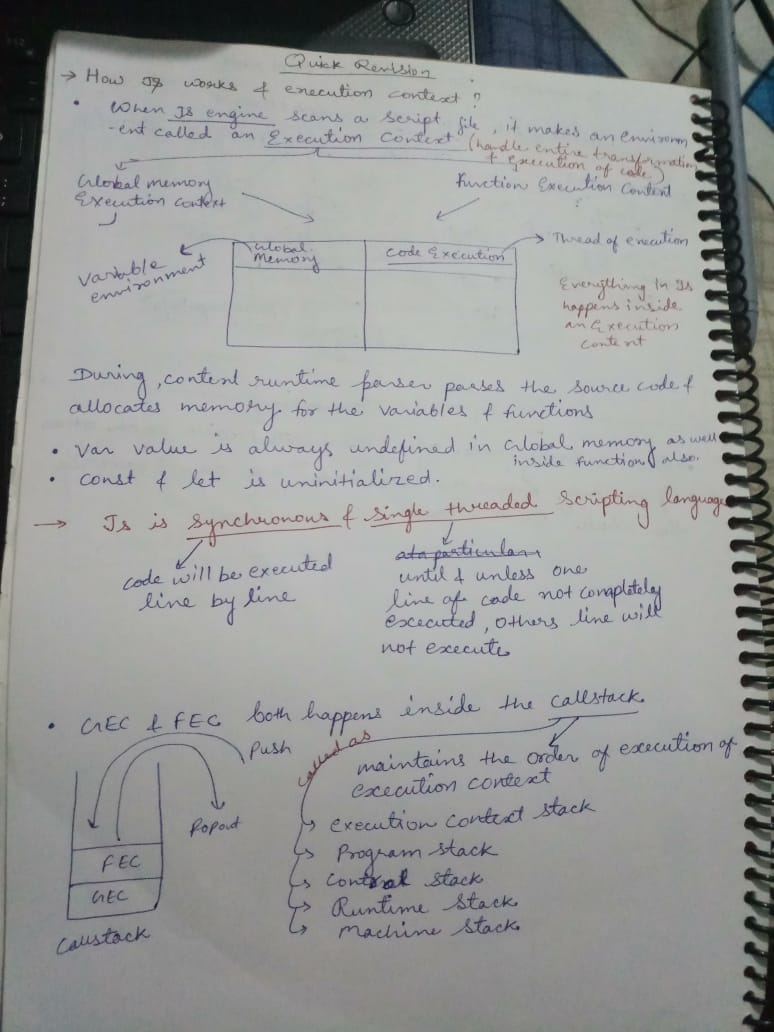 Quick Revision
→ How JS works & execution context?
• When Js engine scans a script file, it makes an environm
-ent called an Execution Context (handle entire transformation
& Execution of code)
Global memory
Execution context
Function Execution Context
Global
Memory
Code Execution
→ Thread of execution
Variable
environment
Everything in Js
happens inside
an Execution
Context
During, context runtime parser parses the source code &
allocates memory for the variables & functions
• Var value is always undefined in Global memory as well
inside function also.
• const & let is uninitialized.
→ Js is synchronous & single threaded scripting language
code will be executed
line by line
at a particular
until & unless one
line of code not completely
executed, others line will
not execute
• GEC & FEC both happens inside the callstack
Push
called as
maintains the order of execution of
execution context
Popout
FEC
GEC
Callstack
execution context stack
Program stack
Control stack
Runtime Stack
Machine Stack